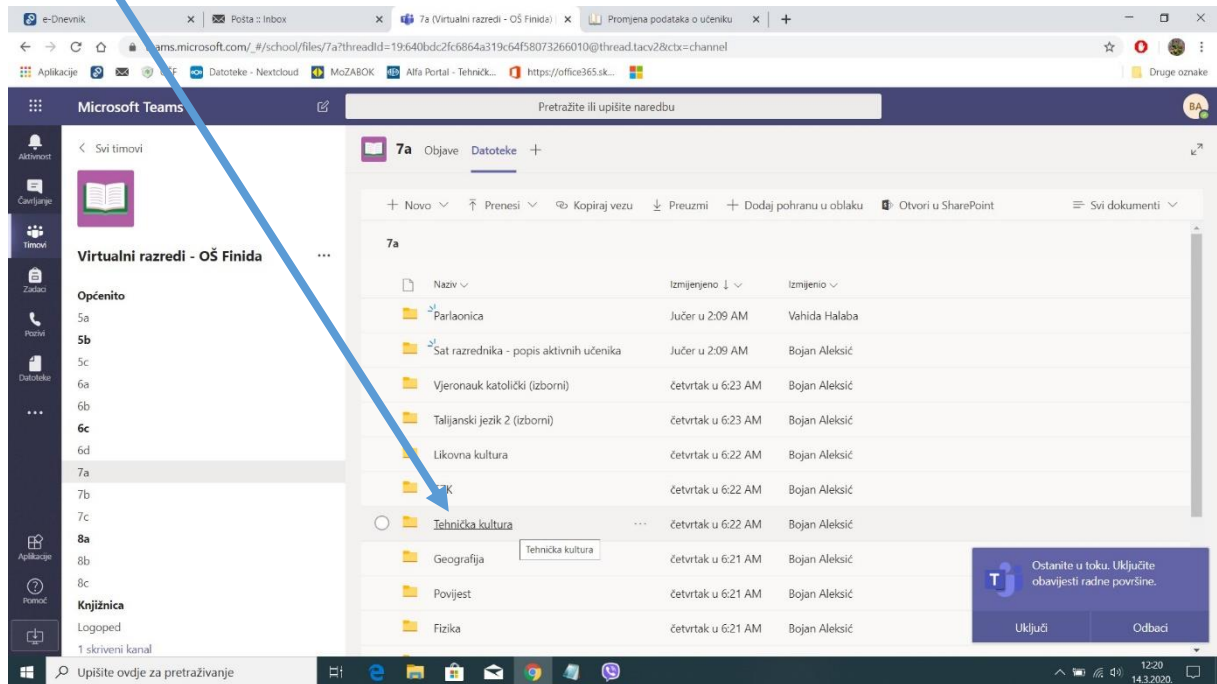 e-Dnevnik
Pošta :: Inbox
7a (Virtualni razredi - OŠ Finida) |
Promjena podataka o učeniku
teams.microsoft.com/_#/school/files/7a?threadId=19:640bdc2fc6864a319c64f58073266010@thread.tacv2&ctx=channel
Aplikacije
Datoteke - Nextcloud
MoZABOK
Alfa Portal - Tehničk...
https://office365.sk...
Druge oznake
Microsoft Teams
Pretražite ili upišite naredbu
BA
Aktivnost
Čavrljanje
Timovi
Zadaci
Pozivi
Datoteke
Aplikacije
Pomoć
Svi timovi
Virtualni razredi - OŠ Finida ...
Općenito
5a
5b
5c
6a
6b
6c
6d
7a
7b
7c
8a
8b
8c
Knjižnica
Logoped
1 skriveni kanal
7a Objave Datoteke +
+ Novo Prenesi Kopiraj vezu Preuzmi + Dodaj pohranu u oblaku Otvori u SharePoint Svi dokumenti
7a
Naziv Izmijenjeno ↓ Izmijenio
Parlaonica Jučer u 2:09 AM Vahida Halaba
Sat razrednika - popis aktivnih učenika Jučer u 2:09 AM Bojan Aleksić
Vjeronauk katolički (izborni) četvrtak u 6:23 AM Bojan Aleksić
Talijanski jezik 2 (izborni) četvrtak u 6:23 AM Bojan Aleksić
Likovna kultura četvrtak u 6:22 AM Bojan Aleksić
četvrtak u 6:22 AM Bojan Aleksić
Tehnička kultura ... četvrtak u 6:22 AM Bojan Aleksić
Tehnička kultura
Geografija četvrtak u 6:21 AM Bojan Aleksić
Povijest četvrtak u 6:21 AM Bojan Aleksić
Fizika četvrtak u 6:21 AM Bojan Aleksić
Ostanite u toku. Uključite
obavijesti radne površine.
Uključi Odbaci
Upišite ovdje za pretraživanje
12:20
14.3.2020.